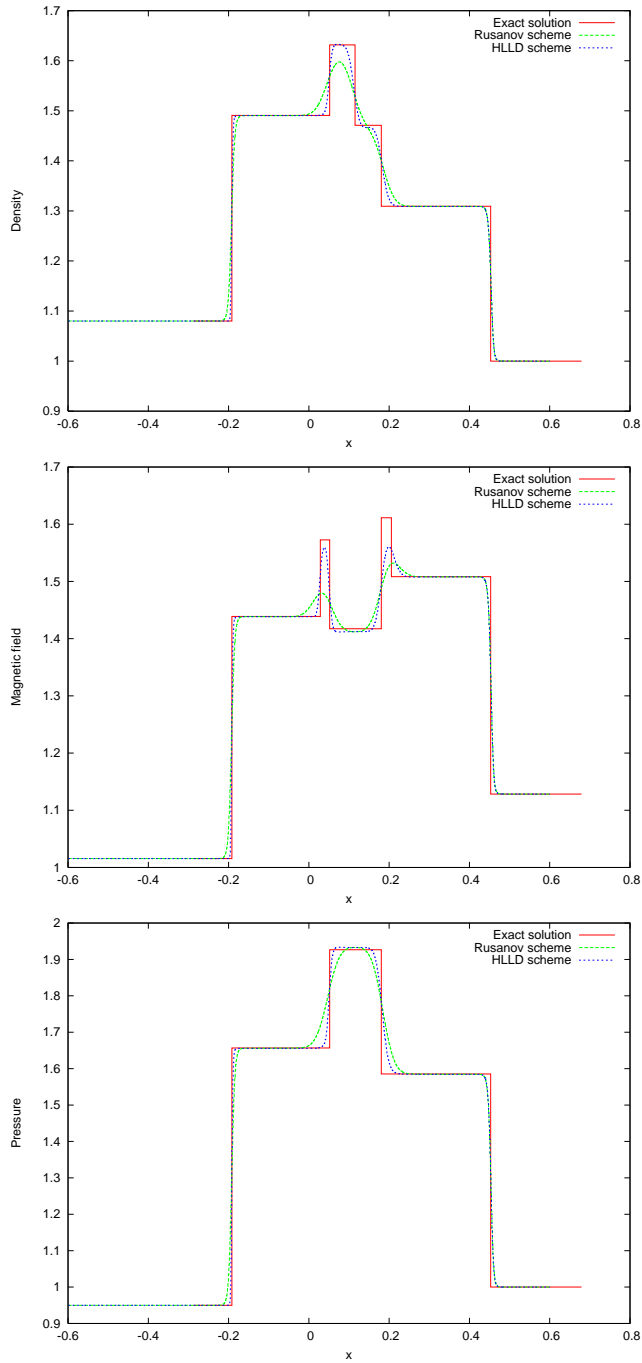 1.7
1.6
1.5
1.4
1.3
1.2
1.1
1
0.9
-0.6 -0.4 -0.2 0 0.2 0.4 0.6 0.8
Density
x
Exact solution
Rusanov scheme
HLLD scheme
1.7
1.6
1.5
1.4
1.3
1.2
1.1
1
-0.6 -0.4 -0.2 0 0.2 0.4 0.6 0.8
Magnetic field
x
Exact solution
Rusanov scheme
HLLD scheme
2
1.9
1.8
1.7
1.6
1.5
1.4
1.3
1.2
1.1
1
0.9
-0.6 -0.4 -0.2 0 0.2 0.4 0.6 0.8
Pressure
x
Exact solution
Rusanov scheme
HLLD scheme